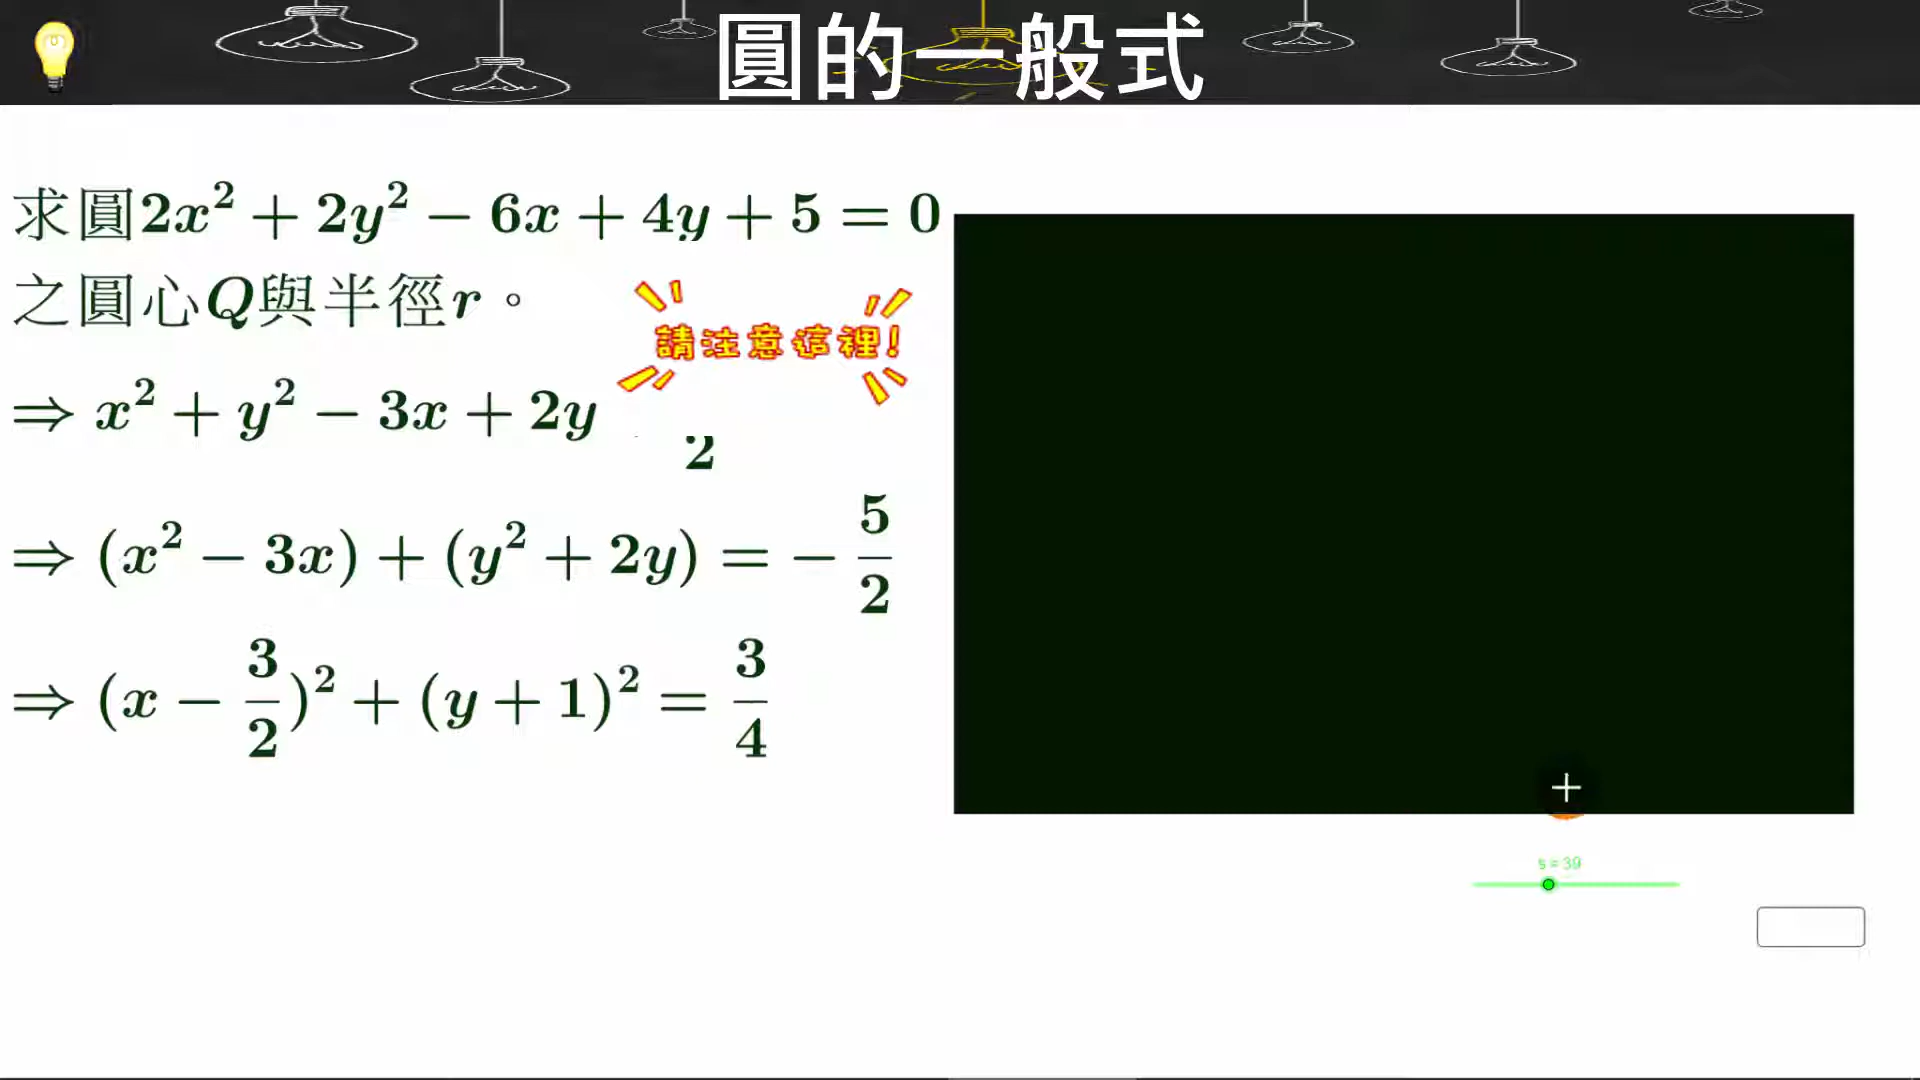 圓的一般式
求圓2x² + 2y² − 6x + 4y + 5 = 0
之圓心Q與半徑r。
請注意這裡!
⇒ x² + y² − 3x + 2y
2
⇒ (x² − 3x) + (y² + 2y) = − 5/2
⇒ (x − 3/2)² + (y + 1)² = 3/4
s = 39